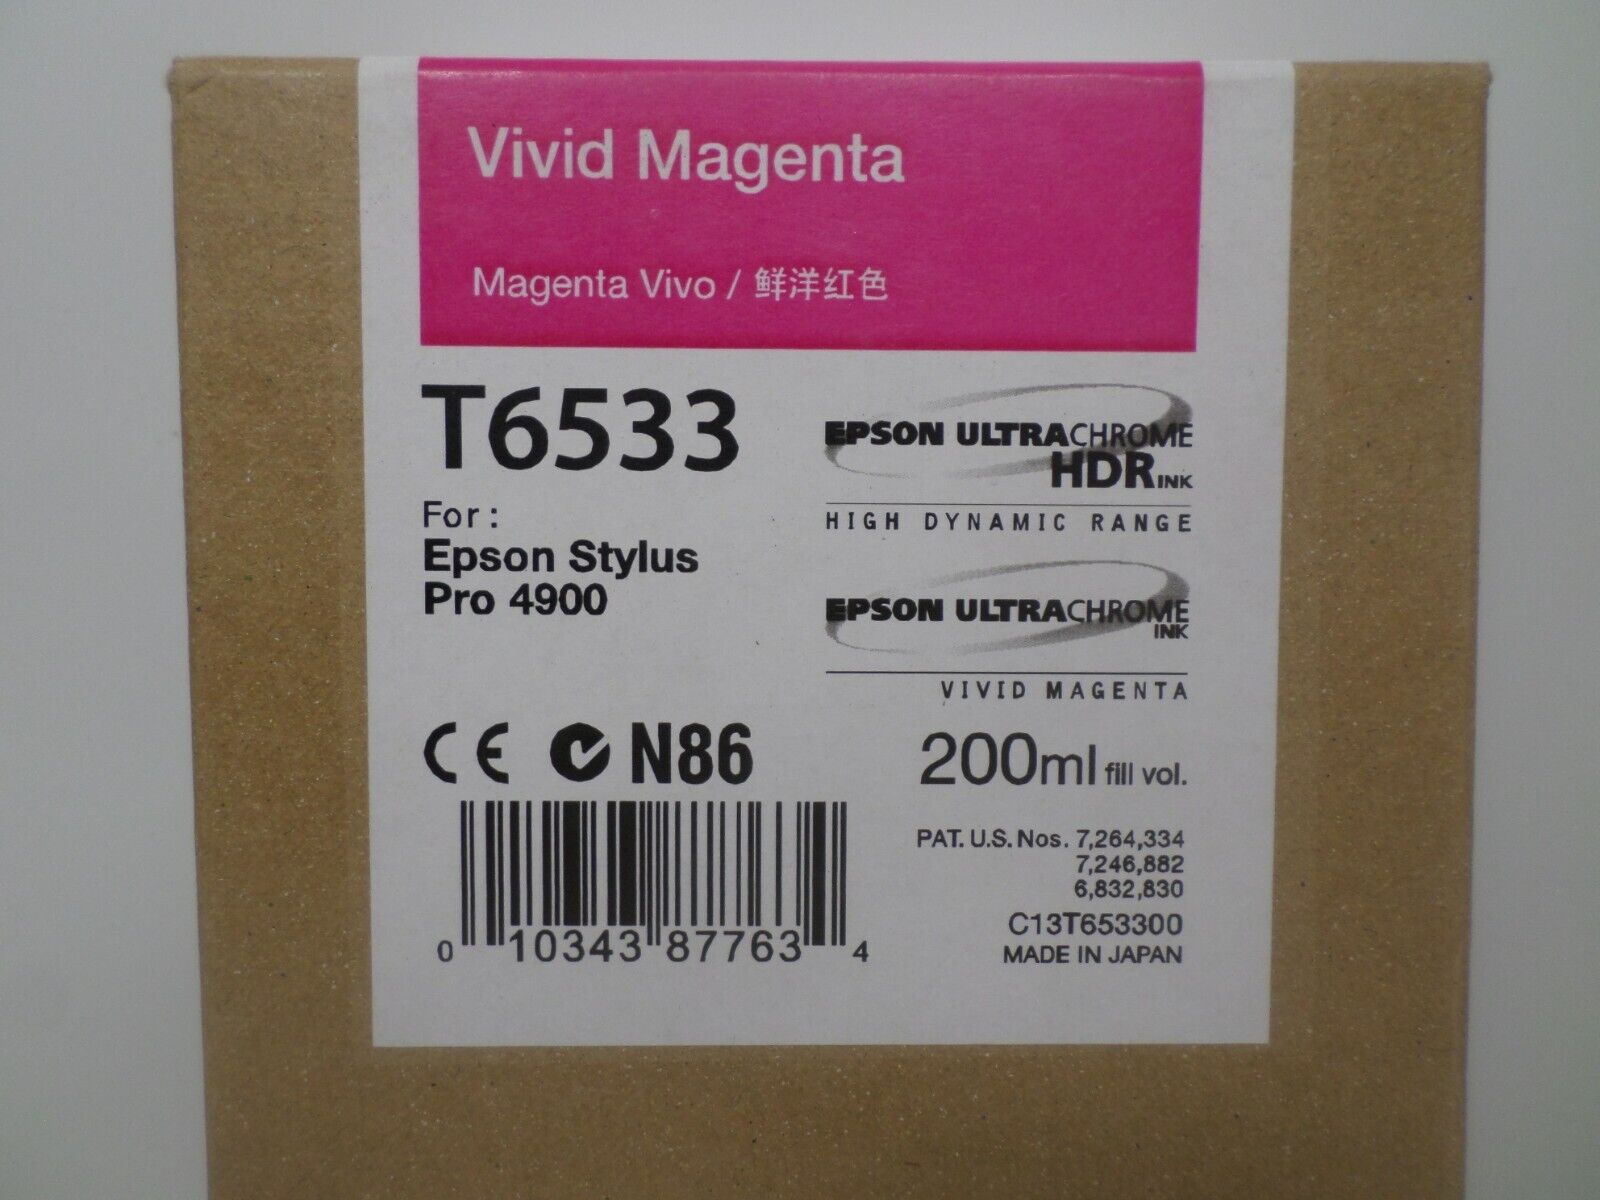 Vivid Magenta
Magenta Vivo / 鲜洋红色
T6533
For :
Epson Stylus
Pro 4900
EPSON ULTRACHROME
HDR INK
HIGH DYNAMIC RANGE
EPSON ULTRACHROME
INK
VIVID MAGENTA
CE N86
200ml fill vol.
PAT. U.S. Nos. 7,264,334
7,246,882
6,832,830
C13T653300
MADE IN JAPAN
0 10343 87763 4